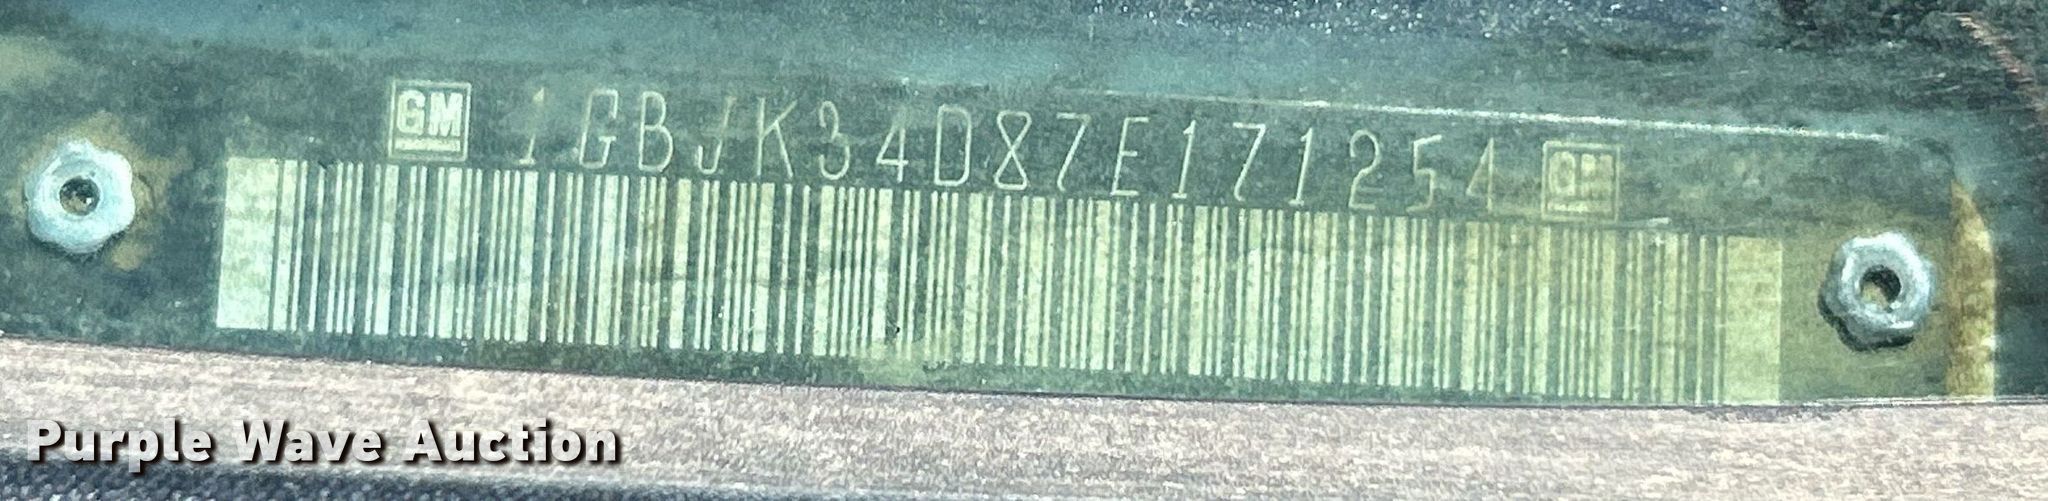 GM 1GBJK34D87E171254 GM
Purple Wave Auction